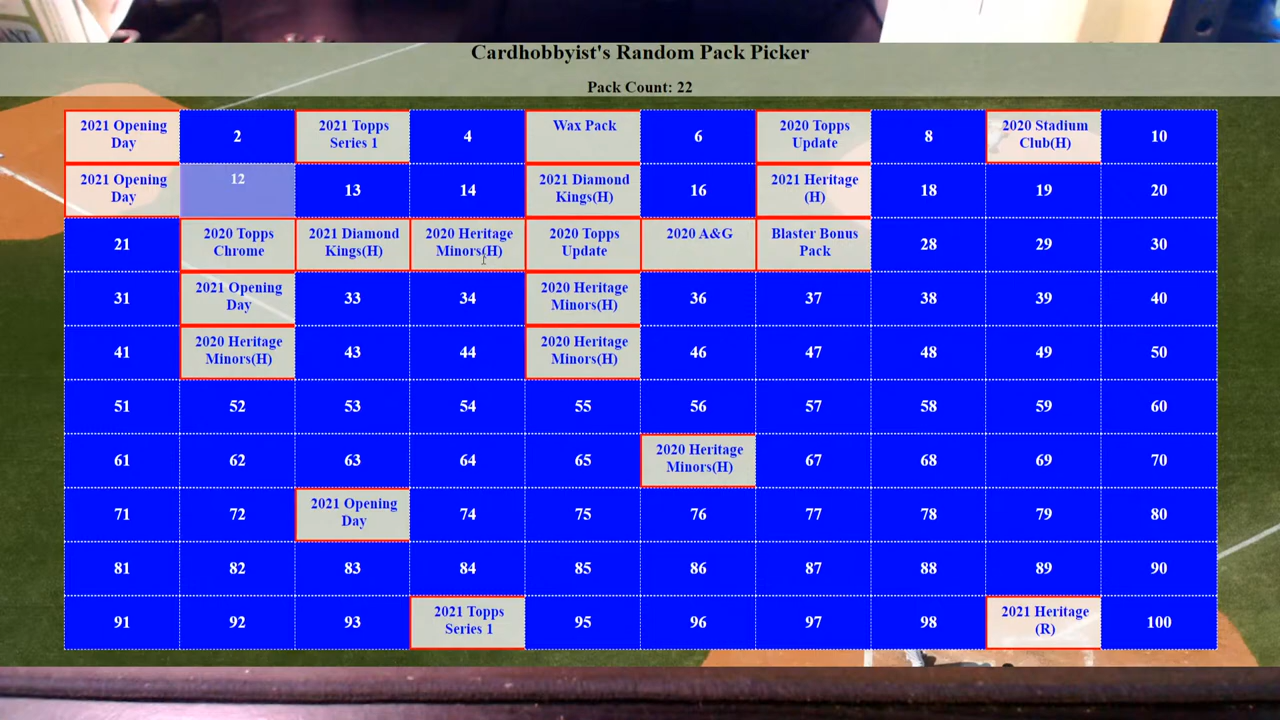 Cardhobbyist's Random Pack Picker
Pack Count: 22
2021 Opening
Day
2
2021 Topps
Series 1
4
Wax Pack
6
2020 Topps
Update
8
2020 Stadium
Club(H)
10
2021 Opening
Day
12
13
14
2021 Diamond
Kings(H)
16
2021 Heritage
(H)
18
19
20
21
2020 Topps
Chrome
2021 Diamond
Kings(H)
2020 Heritage
Minors(H)
2020 Topps
Update
2020 A&G
Blaster Bonus
Pack
28
29
30
31
2021 Opening
Day
33
34
2020 Heritage
Minors(H)
36
37
38
39
40
41
2020 Heritage
Minors(H)
43
44
2020 Heritage
Minors(H)
46
47
48
49
50
51
52
53
54
55
56
57
58
59
60
61
62
63
64
65
2020 Heritage
Minors(H)
67
68
69
70
71
72
2021 Opening
Day
74
75
76
77
78
79
80
81
82
83
84
85
86
87
88
89
90
91
92
93
2021 Topps
Series 1
95
96
97
98
2021 Heritage
(R)
100